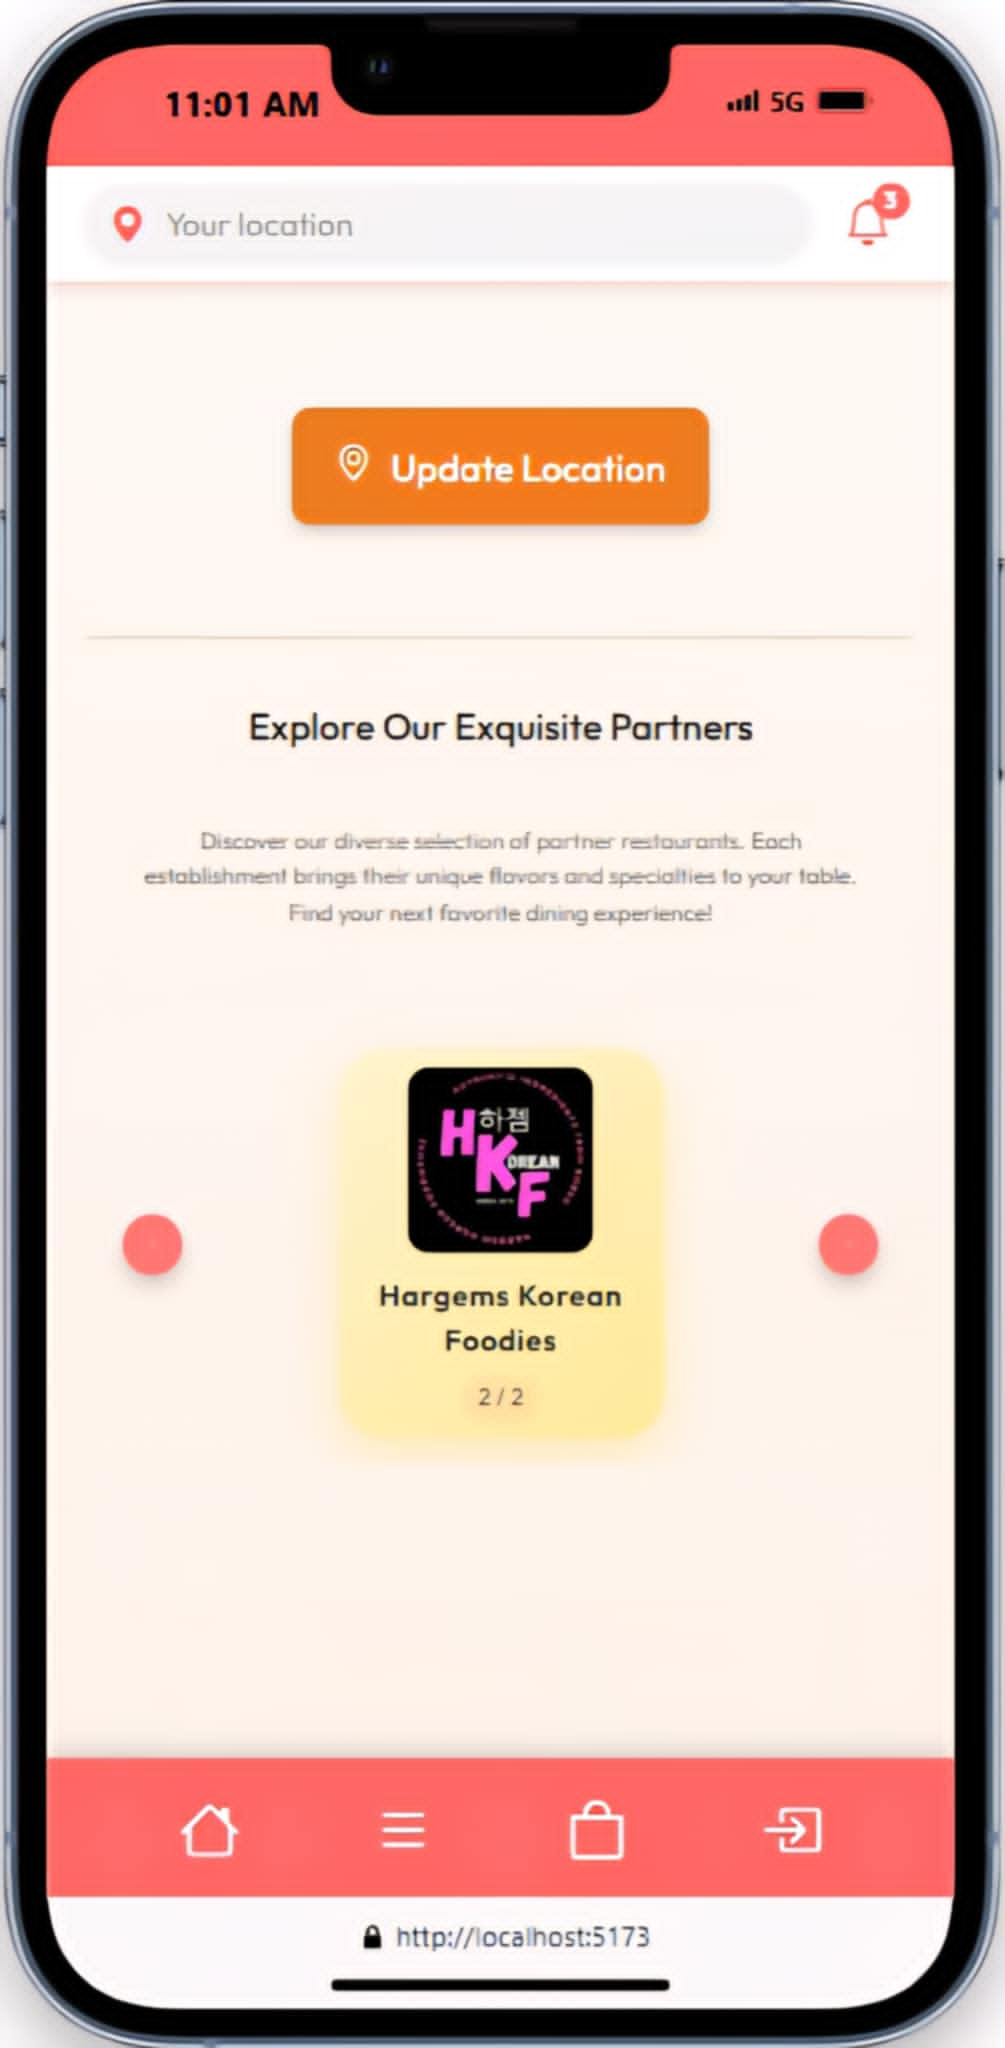 11:01 AM
5G
Your location
3
Update Location
Explore Our Exquisite Partners
Discover our diverse selection of partner restaurants. Each
establishment brings their unique flavors and specialties to your table.
Find your next favorite dining experience!
H하젬
KOREAN
F
Hargems Korean
Foodies
2 / 2
http://localhost:5173